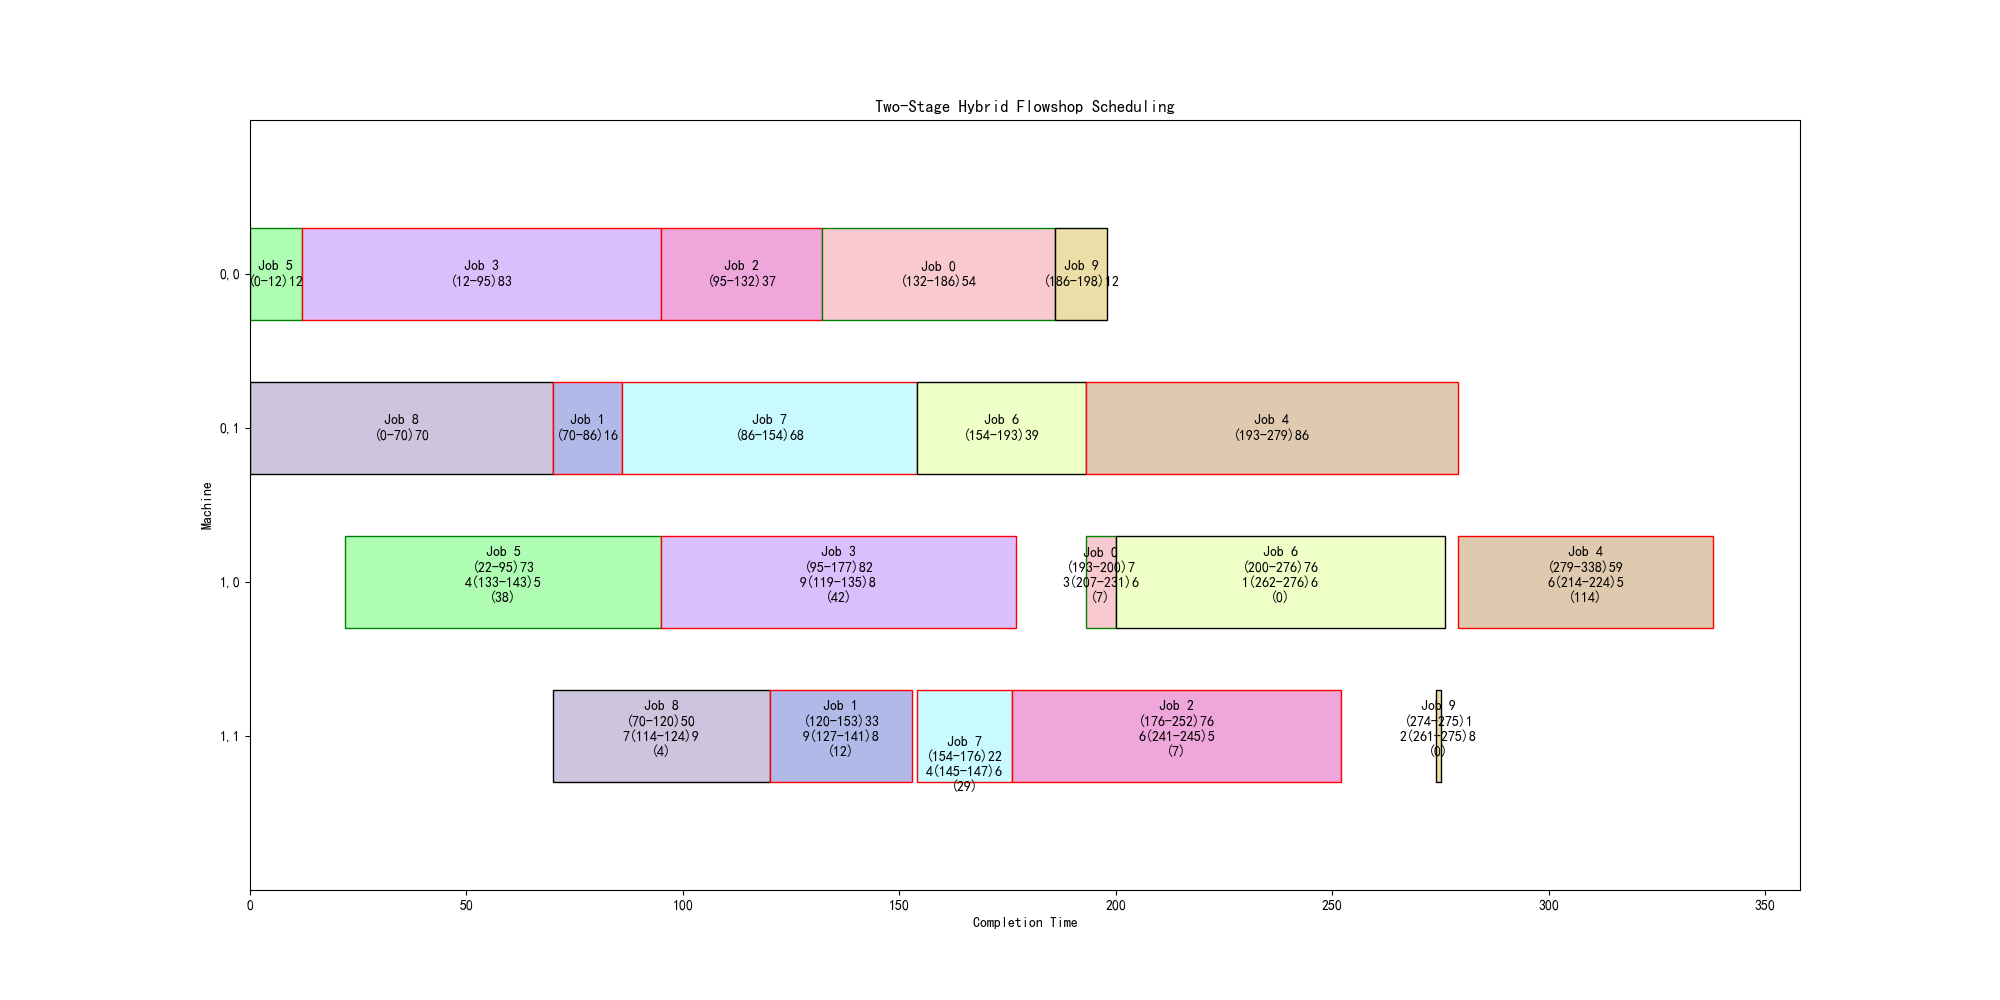 Two-Stage Hybrid Flowshop Scheduling
0,0
Job 5
(0-12)12
Job 3
(12-95)83
Job 2
(95-132)37
Job 0
(132-186)54
Job 9
(186-198)12
0,1
Job 8
(0-70)70
Job 1
(70-86)16
Job 7
(86-154)68
Job 6
(154-193)39
Job 4
(193-279)86
1,0
Job 5
(22-95)73
4(133-143)5
(38)
Job 3
(95-177)82
9(119-135)8
(42)
Job 0
(193-200)7
3(207-231)6
(7)
Job 6
(200-276)76
1(262-276)6
(0)
Job 4
(279-338)59
6(214-224)5
(114)
1,1
Job 8
(70-120)50
7(114-124)9
(4)
Job 1
(120-153)33
9(127-141)8
(12)
Job 7
(154-176)22
4(145-147)6
(29)
Job 2
(176-252)76
6(241-245)5
(7)
Job 9
(274-275)1
2(261-275)8
(0)
Machine
0
50
100
150
200
250
300
350
Completion Time